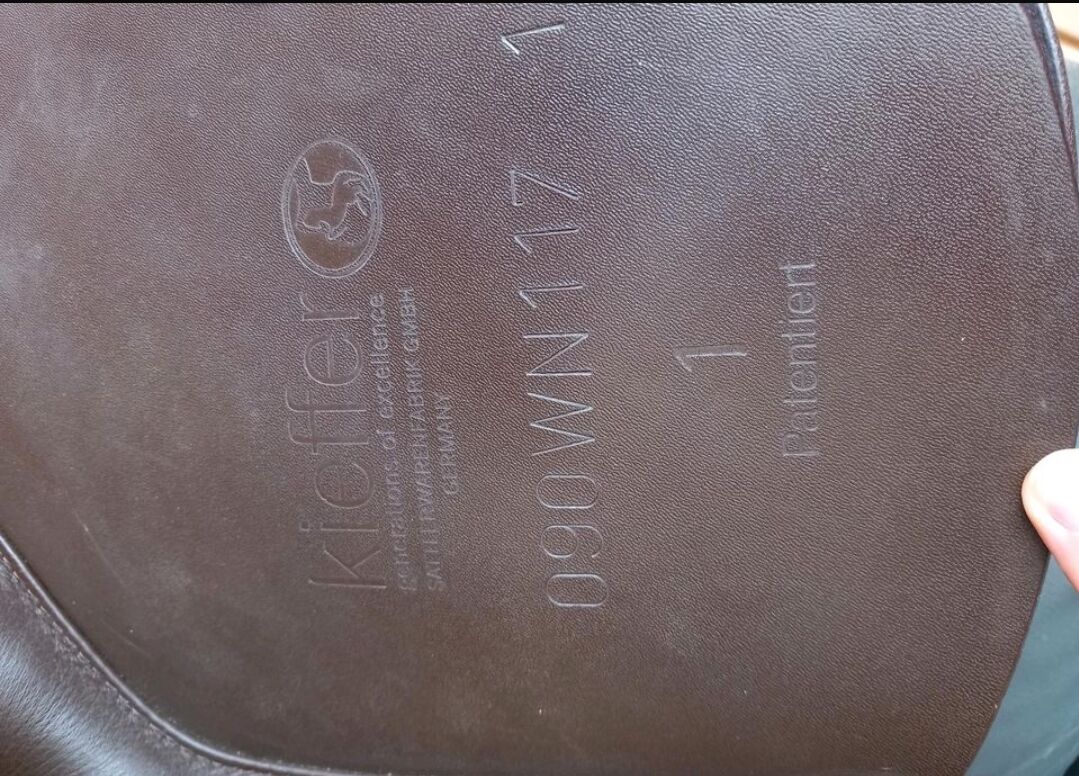 kieffer
generations of excellence
SATTLERWARENFABRIK GMBH
GERMANY
090WN117 1
1
Patentiert